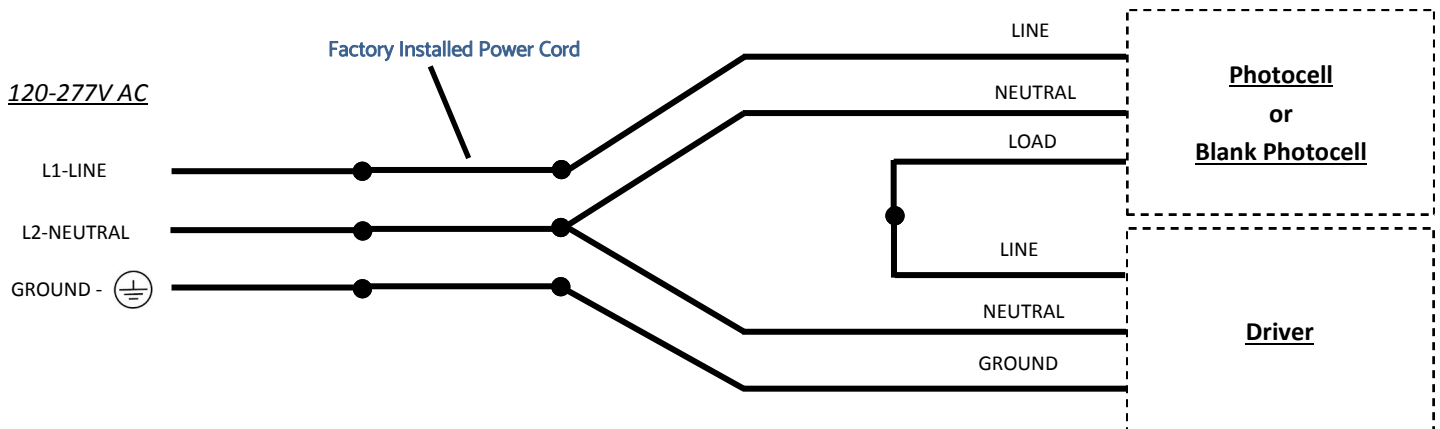 LINE
Factory Installed Power Cord
Photocell
or
Blank Photocell
120-277V AC
NEUTRAL
LOAD
L1-LINE
L2-NEUTRAL
LINE
GROUND -
NEUTRAL
Driver
GROUND